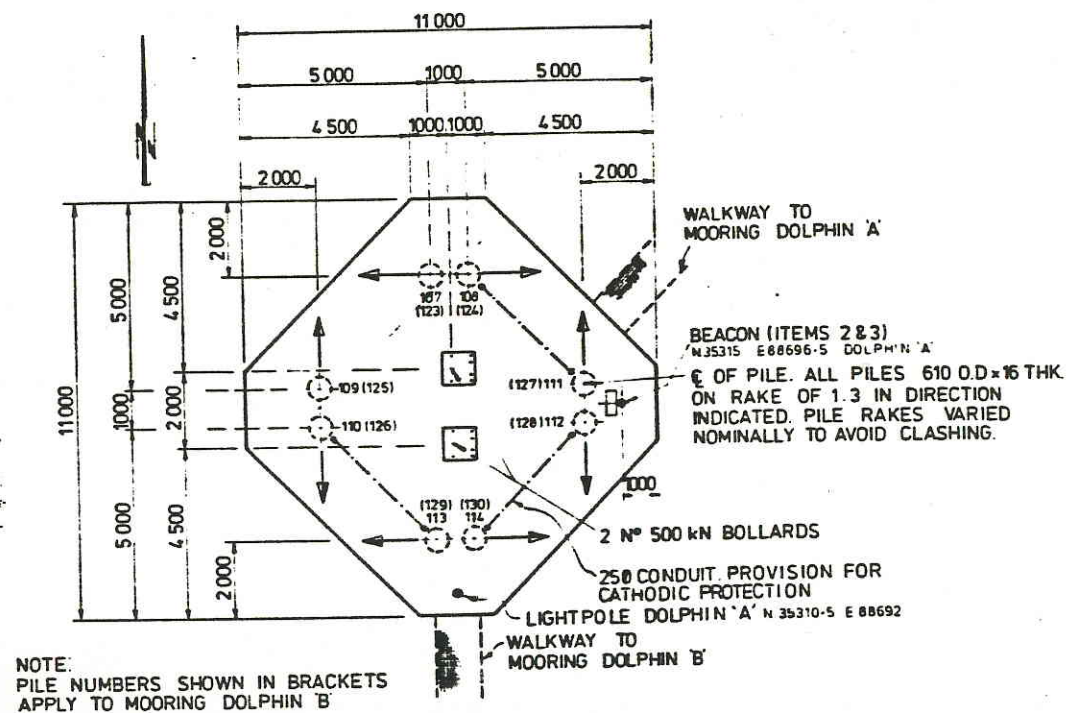 11 000
5 000 1000 5 000
4 500 1000 1000 4 500
2 000 2 000
N
WALKWAY TO
MOORING DOLPHIN 'A'
11 000
5 000
1000
5 000
4 500
2 000
4 500
2 000
2 000
107 108
(123) (124)
109 (125)
110 (126)
(127) 111
(128) 112
(129) (130)
113 114
BEACON (ITEMS 2 & 3)
N 35315 E 88696·5 DOLPHIN 'A'
℄ OF PILE. ALL PILES 610 O.D × 16 THK.
ON RAKE OF 1.3 IN DIRECTION
INDICATED. PILE RAKES VARIED
NOMINALLY TO AVOID CLASHING.
1000
2 Nº 500 kN BOLLARDS
250 CONDUIT. PROVISION FOR
CATHODIC PROTECTION
LIGHTPOLE DOLPHIN 'A' N 35310·5 E 88692
WALKWAY TO
MOORING DOLPHIN 'B'
NOTE:
PILE NUMBERS SHOWN IN BRACKETS
APPLY TO MOORING DOLPHIN 'B'